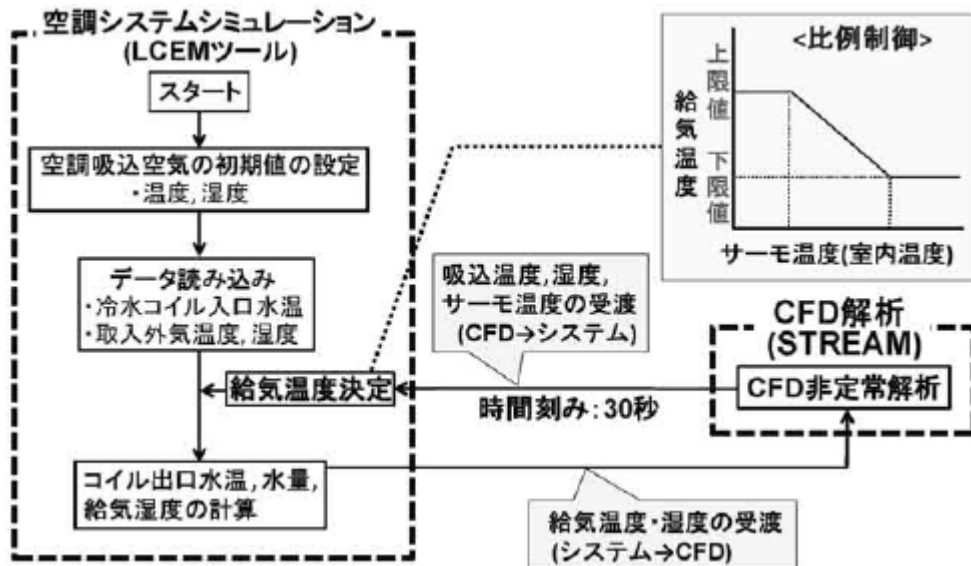 空調システムシミュレーション
(LCEMツール)
スタート
空調吸込空気の初期値の設定
・温度,湿度
データ読み込み
・冷水コイル入口水温
・取入外気温度,湿度
給気温度決定
コイル出口水温,水量,
給気湿度の計算
<比例制御>
上限値
給気温度
下限値
サーモ温度(室内温度)
吸込温度,湿度,
サーモ温度の受渡
(CFD→システム)
時間刻み:30秒
CFD解析
(STREAM)
CFD非定常解析
給気温度・湿度の受渡
(システム→CFD)